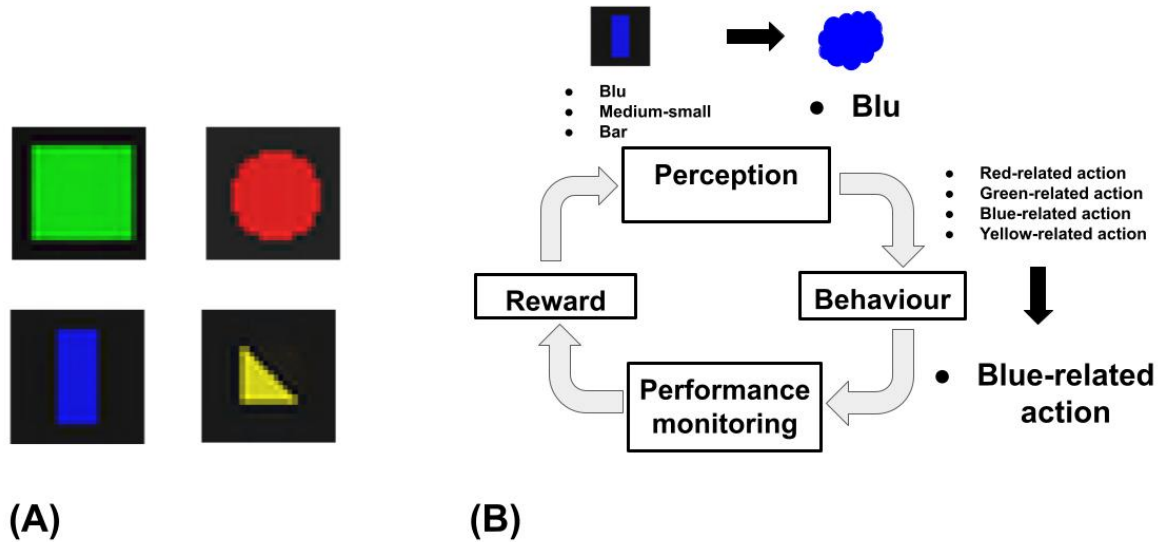 ● Blu
● Medium-small
● Bar
● Blu
Perception
● Red-related action
● Green-related action
● Blue-related action
● Yellow-related action
Reward
Behaviour
Performance
monitoring
● Blue-related
action
(A)
(B)